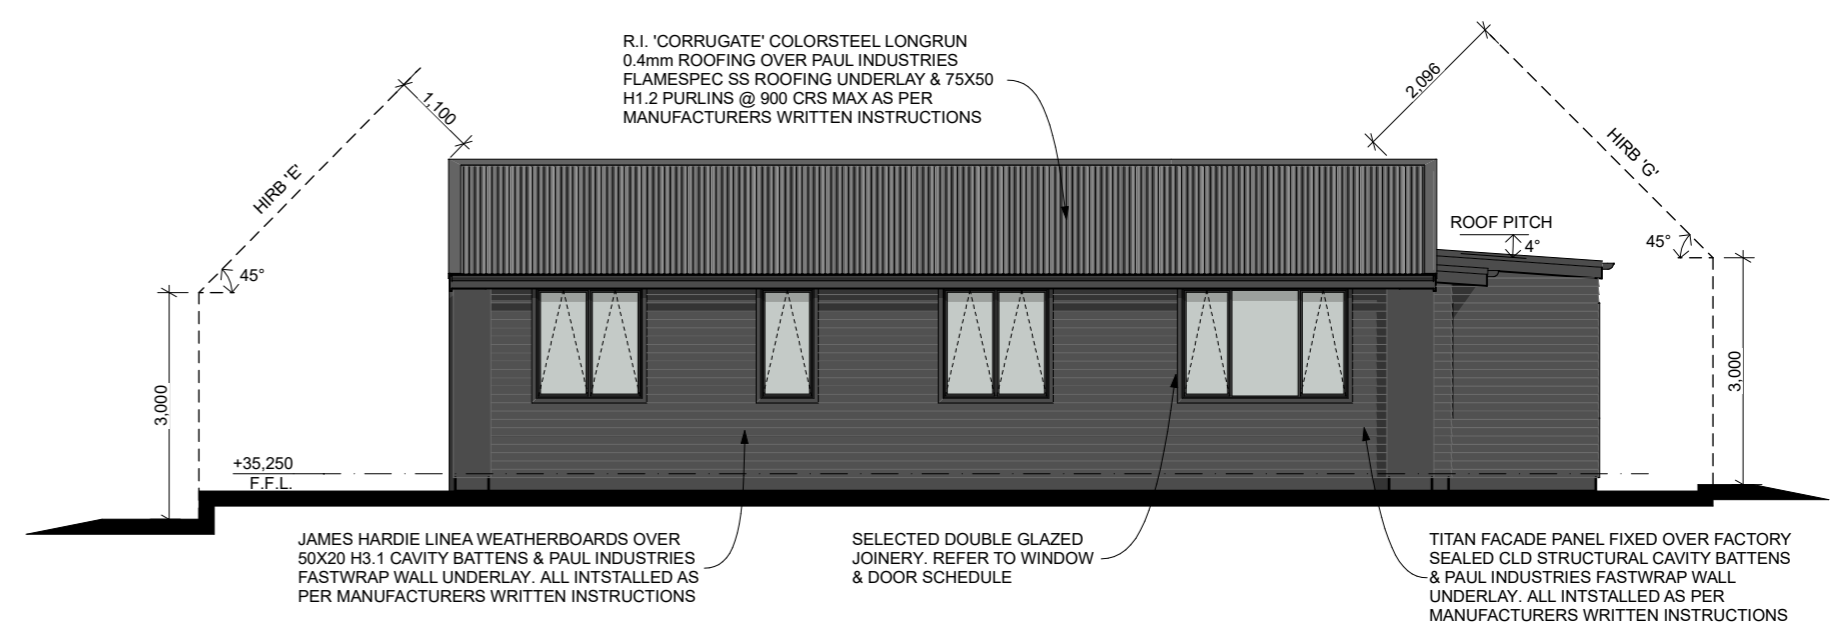 R.I. 'CORRUGATE' COLORSTEEL LONGRUN
0.4mm ROOFING OVER PAUL INDUSTRIES
FLAMESPEC SS ROOFING UNDERLAY & 75X50
H1.2 PURLINS @ 900 CRS MAX AS PER
MANUFACTURERS WRITTEN INSTRUCTIONS
1,100
2,096
HIRB 'E'
HIRB 'G'
ROOF PITCH
4°
45°
45°
3,000
3,000
+35,250
F.F.L.
JAMES HARDIE LINEA WEATHERBOARDS OVER
50X20 H3.1 CAVITY BATTENS & PAUL INDUSTRIES
FASTWRAP WALL UNDERLAY. ALL INTSTALLED AS
PER MANUFACTURERS WRITTEN INSTRUCTIONS
SELECTED DOUBLE GLAZED
JOINERY. REFER TO WINDOW
& DOOR SCHEDULE
TITAN FACADE PANEL FIXED OVER FACTORY
SEALED CLD STRUCTURAL CAVITY BATTENS
& PAUL INDUSTRIES FASTWRAP WALL
UNDERLAY. ALL INTSTALLED AS PER
MANUFACTURERS WRITTEN INSTRUCTIONS